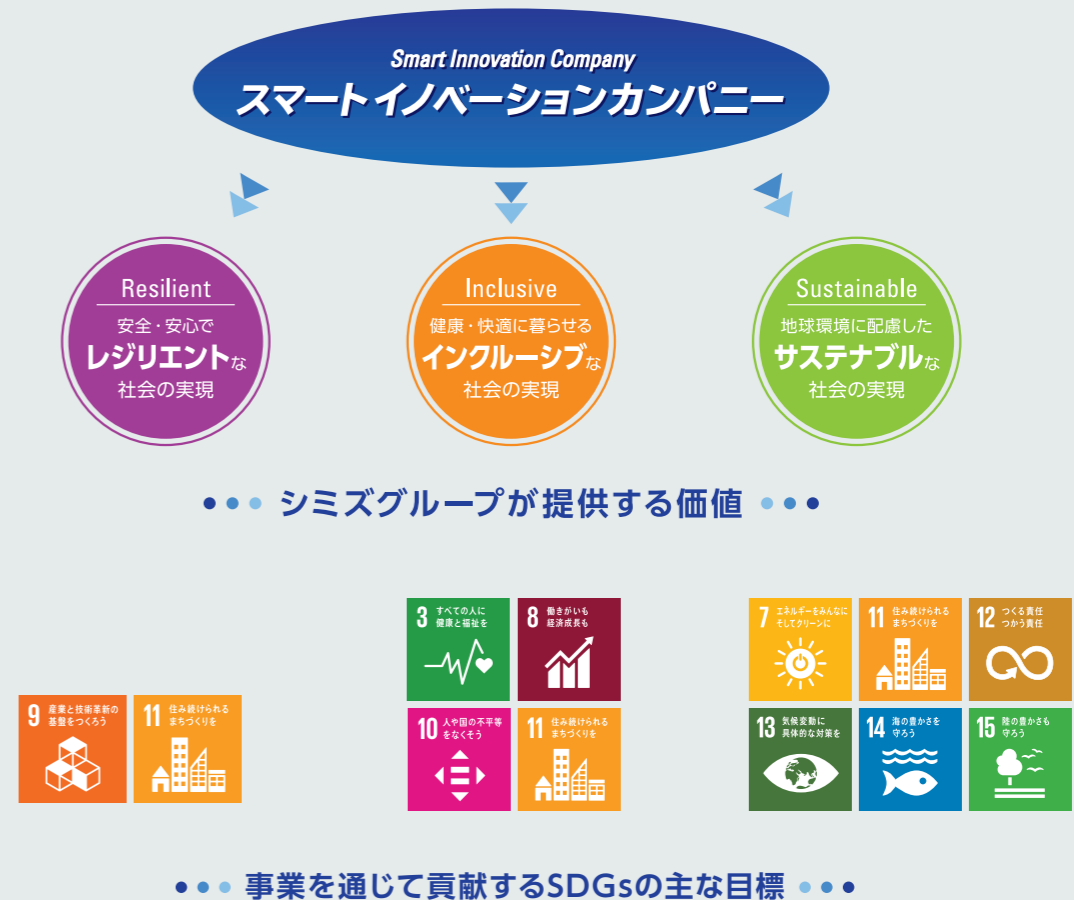 Smart Innovation Company
スマートイノベーションカンパニー
Resilient
安全・安心で
レジリエントな
社会の実現
Inclusive
健康・快適に暮らせる
インクルーシブな
社会の実現
Sustainable
地球環境に配慮した
サステナブルな
社会の実現
シミズグループが提供する価値
9 産業と技術革新の
基盤をつくろう
11 住み続けられる
まちづくりを
3 すべての人に
健康と福祉を
8 働きがいも
経済成長も
10 人や国の不平等
をなくそう
11 住み続けられる
まちづくりを
7 エネルギーをみんなに
そしてクリーンに
11 住み続けられる
まちづくりを
12 つくる責任
つかう責任
13 気候変動に
具体的な対策を
14 海の豊かさを
守ろう
15 陸の豊かさも
守ろう
事業を通じて貢献するSDGsの主な目標